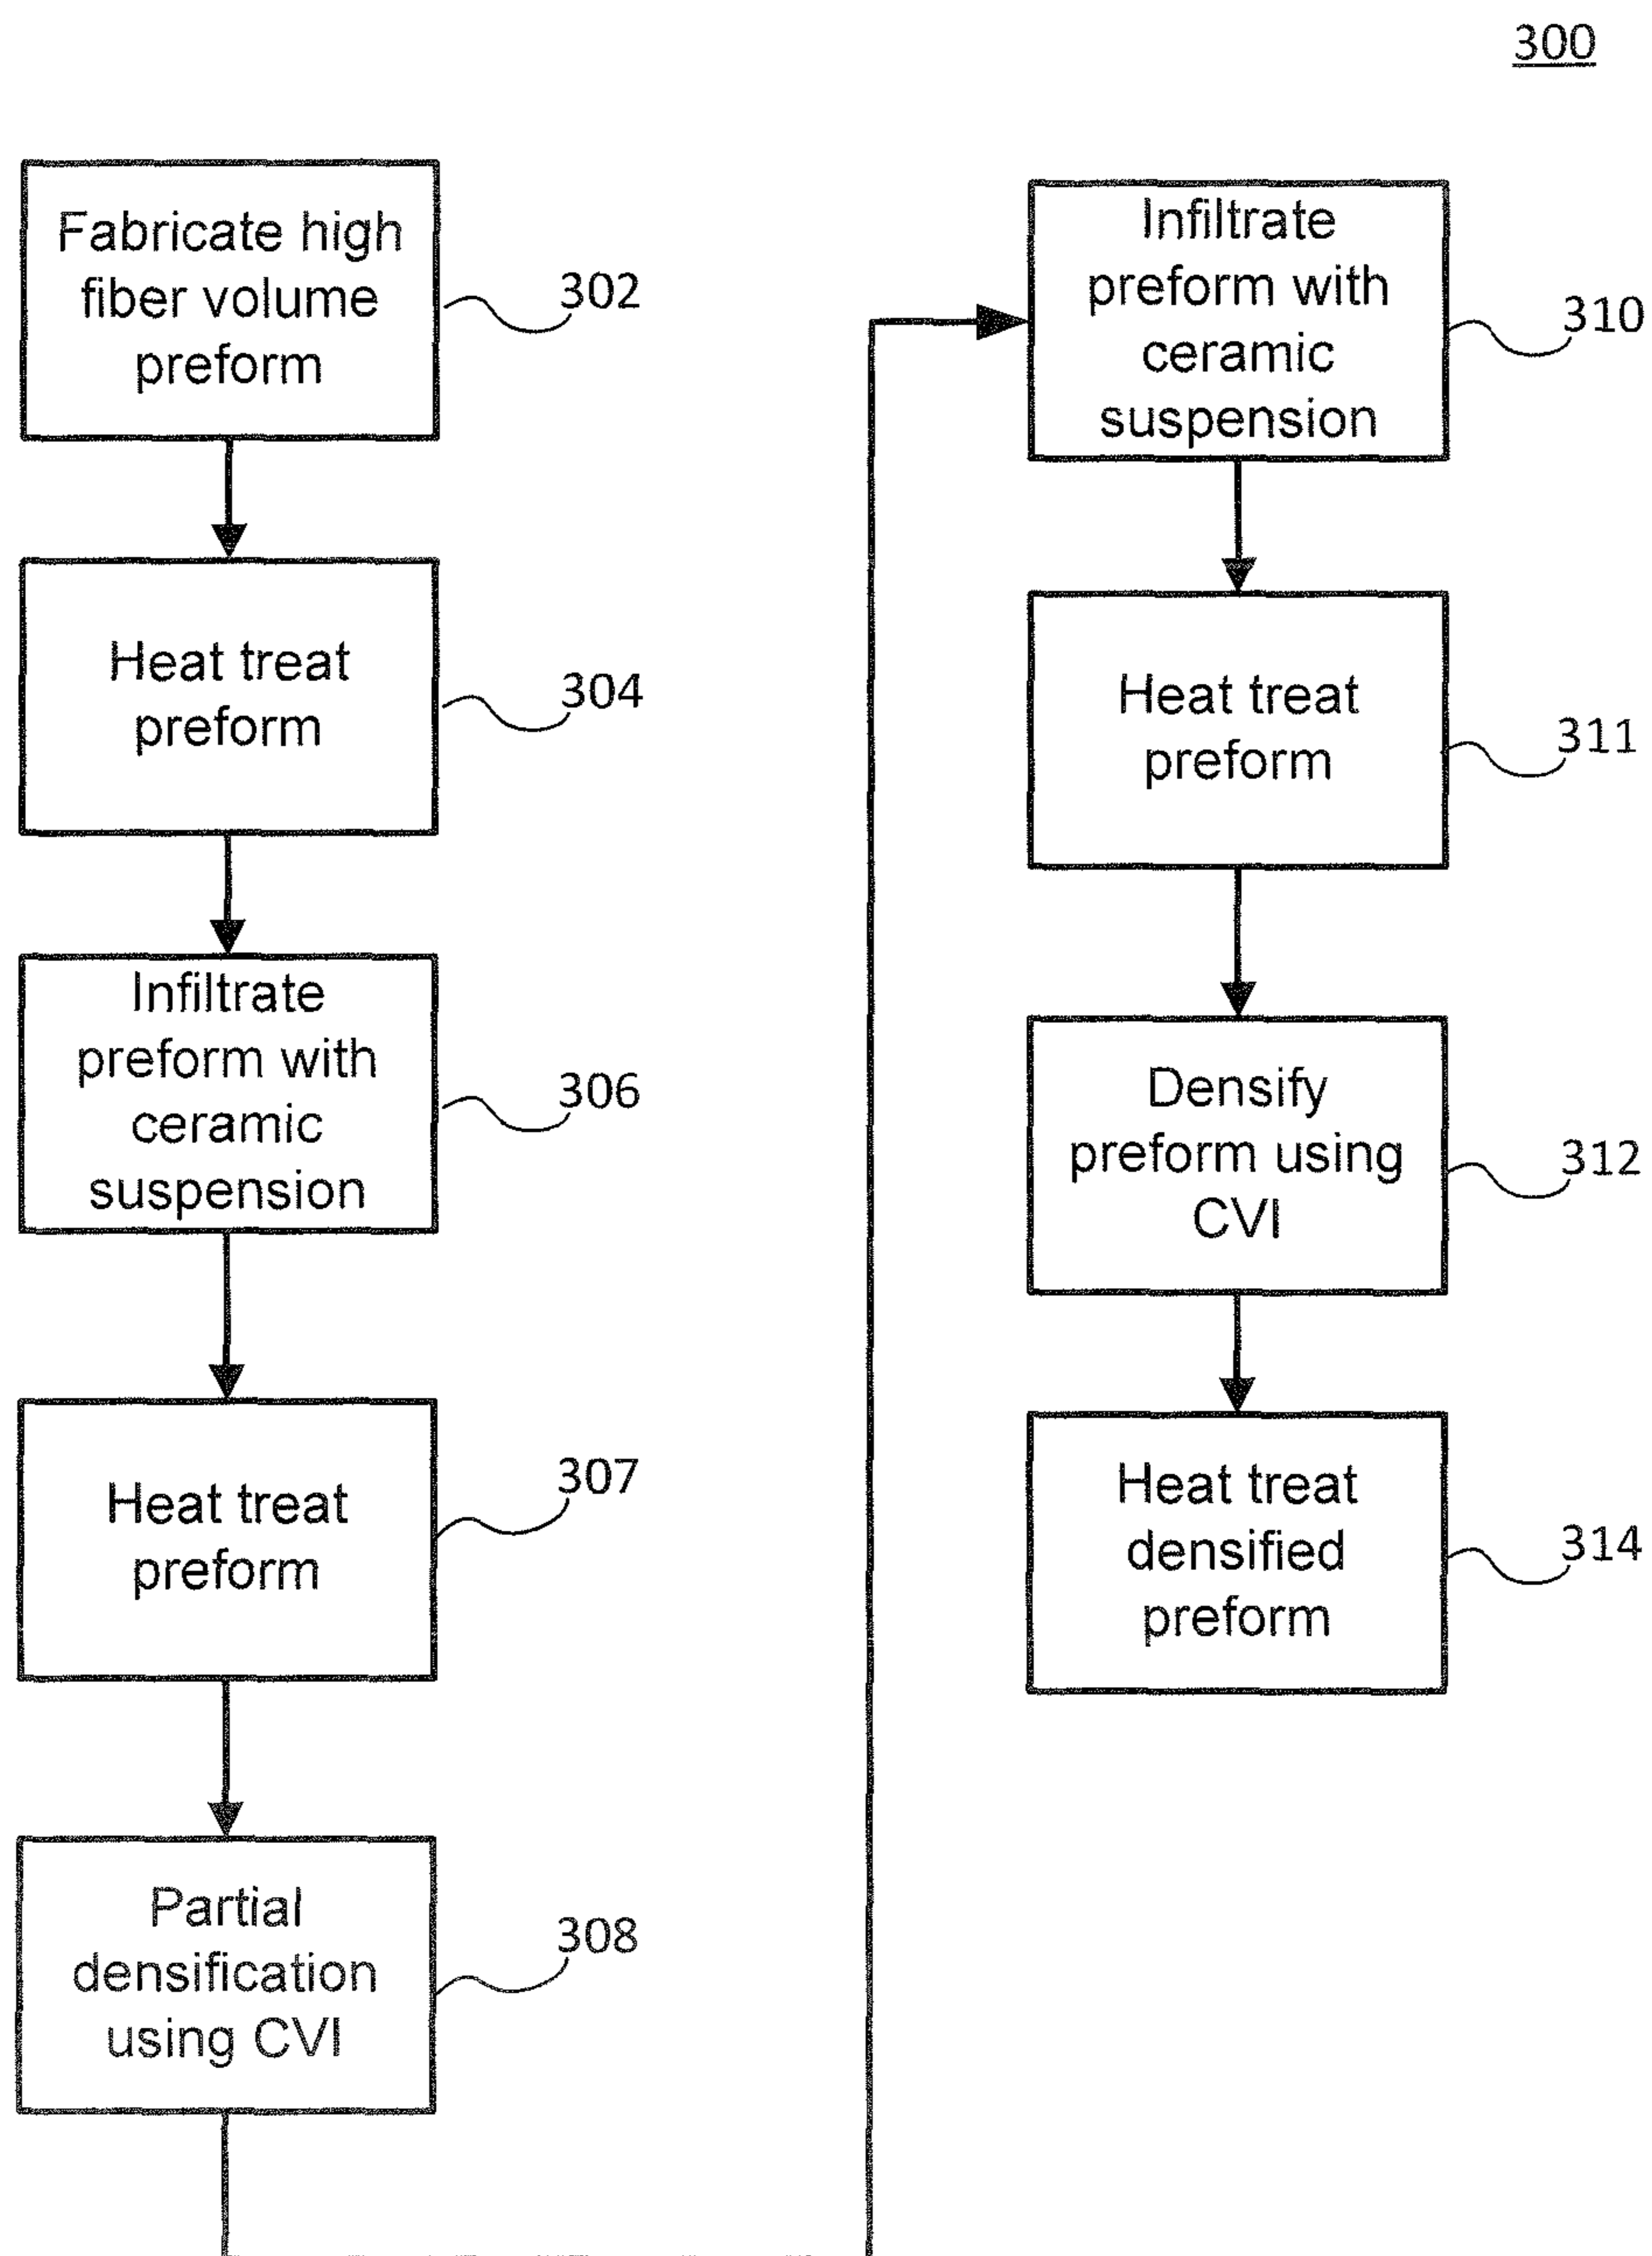 300
Fabricate high
fiber volume
preform
302
Heat treat
preform
304
Infiltrate
preform with
ceramic
suspension
306
Heat treat
preform
307
Partial
densification
using CVI
308
Infiltrate
preform with
ceramic
suspension
310
Heat treat
preform
311
Densify
preform using
CVI
312
Heat treat
densified
preform
314